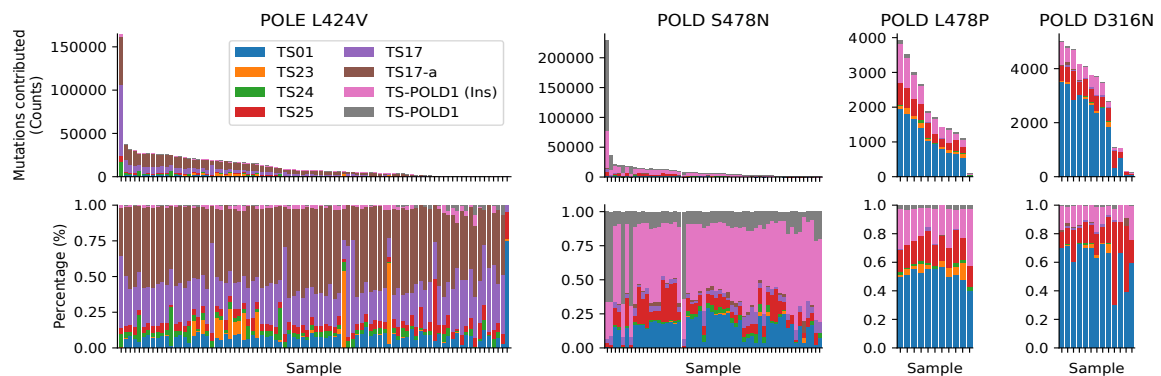 POLE L424V
POLD S478N
POLD L478P
POLD D316N
Mutations contributed
(Counts)
150000
100000
50000
0
TS01
TS23
TS24
TS25
TS17
TS17-a
TS-POLD1 (Ins)
TS-POLD1
200000
150000
100000
50000
0
4000
3000
2000
1000
0
4000
2000
0
Percentage (%)
1.00
0.75
0.50
0.25
0.00
1.00
0.75
0.50
0.25
0.00
1.0
0.8
0.6
0.4
0.2
0.0
1.0
0.8
0.6
0.4
0.2
0.0
Sample
Sample
Sample
Sample